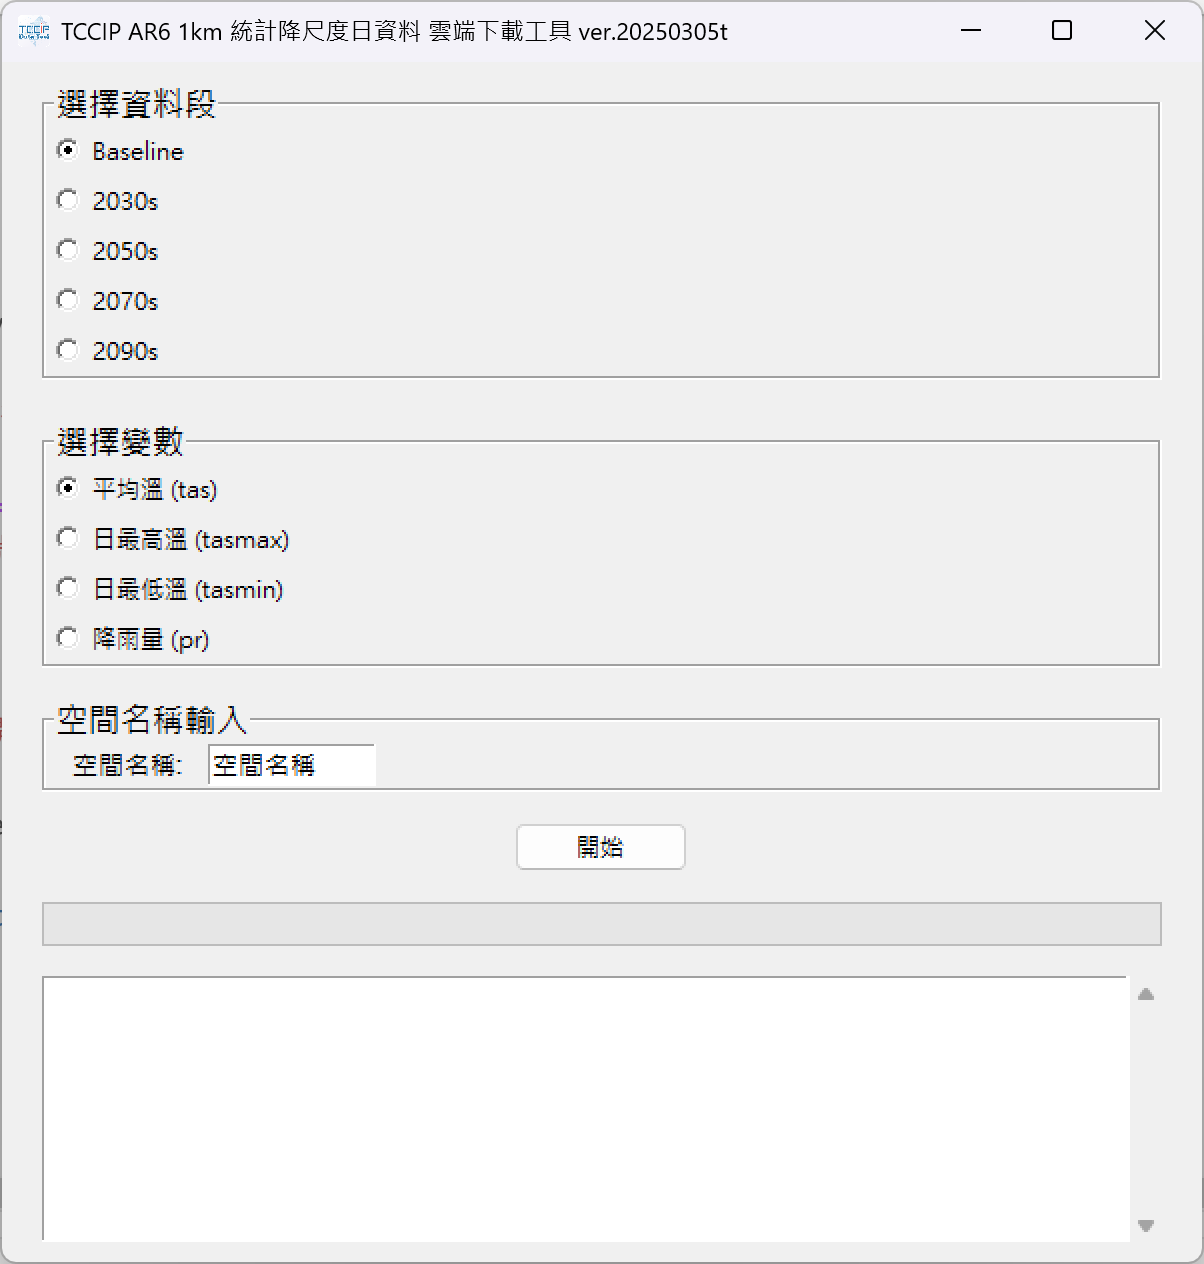 TCCIP AR6 1km 統計降尺度日資料 雲端下載工具 ver.20250305t
選擇資料段
Baseline
2030s
2050s
2070s
2090s
選擇變數
平均溫 (tas)
日最高溫 (tasmax)
日最低溫 (tasmin)
降雨量 (pr)
空間名稱輸入
空間名稱: 空間名稱
開始